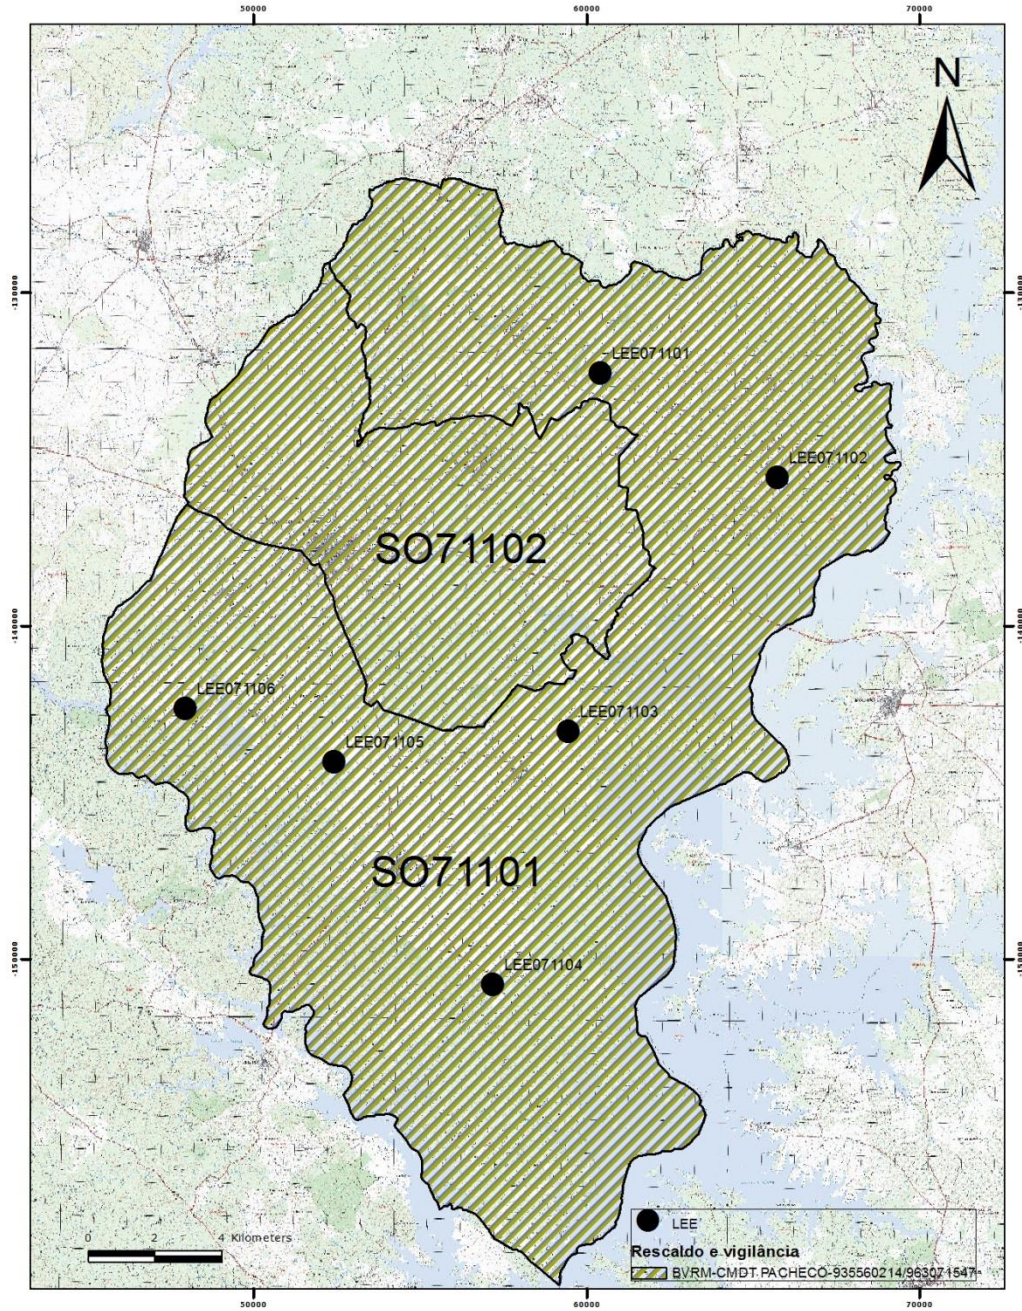 50000 60000 70000
N
-130000 -130000
LEE071101
LEE071102
SO71102
-140000 -140000
LEE071106
LEE071103
LEE071105
SO71101
-150000 -150000
LEE071104
0 2 4 Kilometers
LEE
Rescaldo e vigilância
BVRM-CMDT PACHECO-935560214/963071547
50000 60000 70000